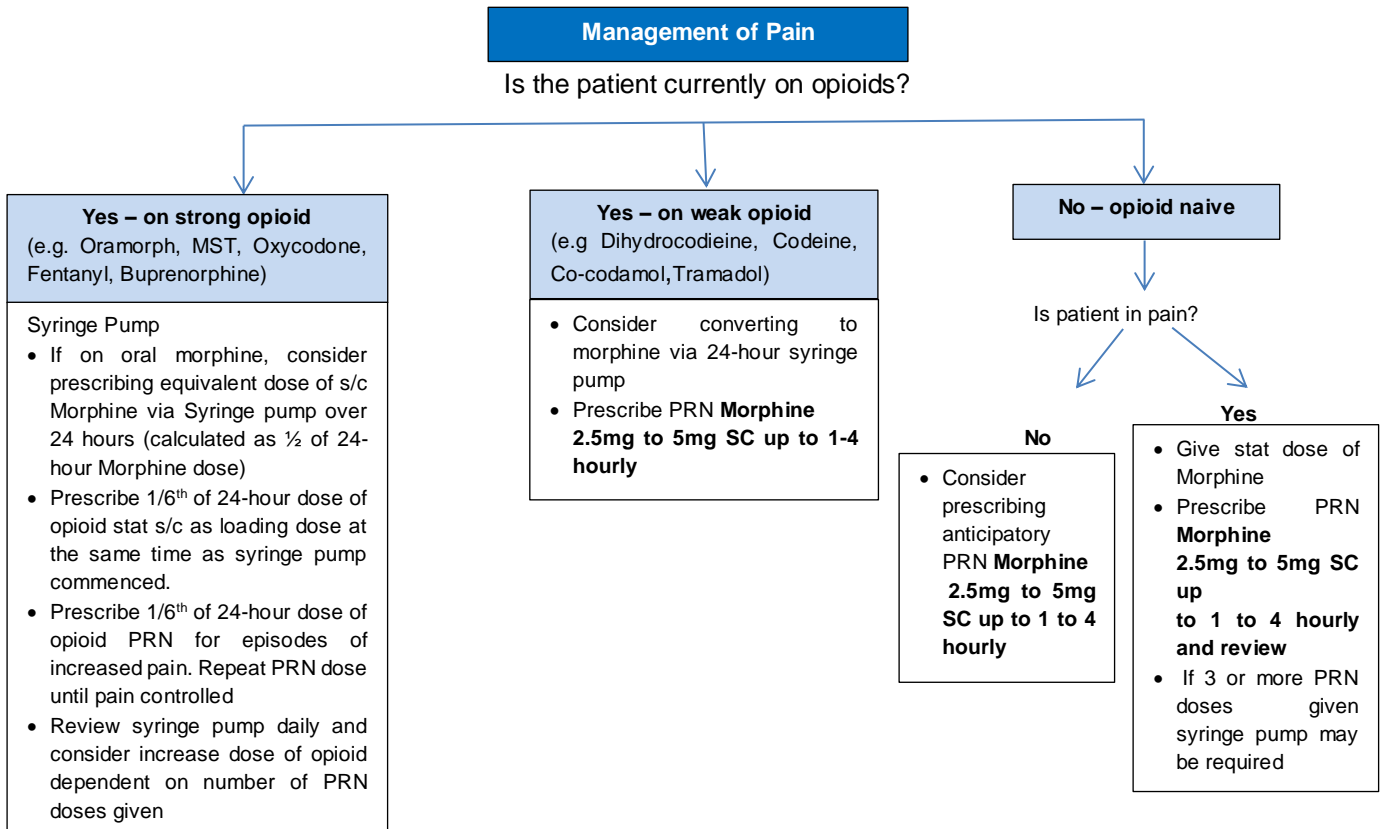 Management of Pain
Is the patient currently on opioids?
Yes – on strong opioid
(e.g. Oramorph, MST, Oxycodone,
Fentanyl, Buprenorphine)
Syringe Pump
• If on oral morphine, consider
prescribing equivalent dose of s/c
Morphine via Syringe pump over
24 hours (calculated as ½ of 24-
hour Morphine dose)
• Prescribe 1/6th of 24-hour dose of
opioid stat s/c as loading dose at
the same time as syringe pump
commenced.
• Prescribe 1/6th of 24-hour dose of
opioid PRN for episodes of
increased pain. Repeat PRN dose
until pain controlled
• Review syringe pump daily and
consider increase dose of opioid
dependent on number of PRN
doses given
Yes – on weak opioid
(e.g Dihydrocodieine, Codeine,
Co-codamol,Tramadol)
• Consider converting to
morphine via 24-hour syringe
pump
• Prescribe PRN Morphine
2.5mg to 5mg SC up to 1-4
hourly
No – opioid naive
Is patient in pain?
No
• Consider
prescribing
anticipatory
PRN Morphine
2.5mg to 5mg
SC up to 1 to 4
hourly
Yes
• Give stat dose of
Morphine
• Prescribe PRN
Morphine
2.5mg to 5mg SC
up
to 1 to 4 hourly
and review
• If 3 or more PRN
doses given
syringe pump may
be required